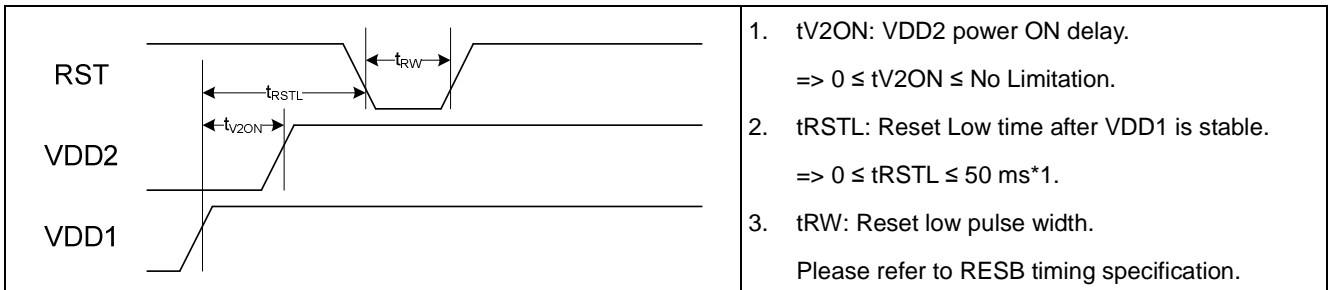 RST
tRW
tRSTL
tV2ON
VDD2
VDD1
1. tV2ON: VDD2 power ON delay.
=> 0 ≤ tV2ON ≤ No Limitation.
2. tRSTL: Reset Low time after VDD1 is stable.
=> 0 ≤ tRSTL ≤ 50 ms*1.
3. tRW: Reset low pulse width.
Please refer to RESB timing specification.